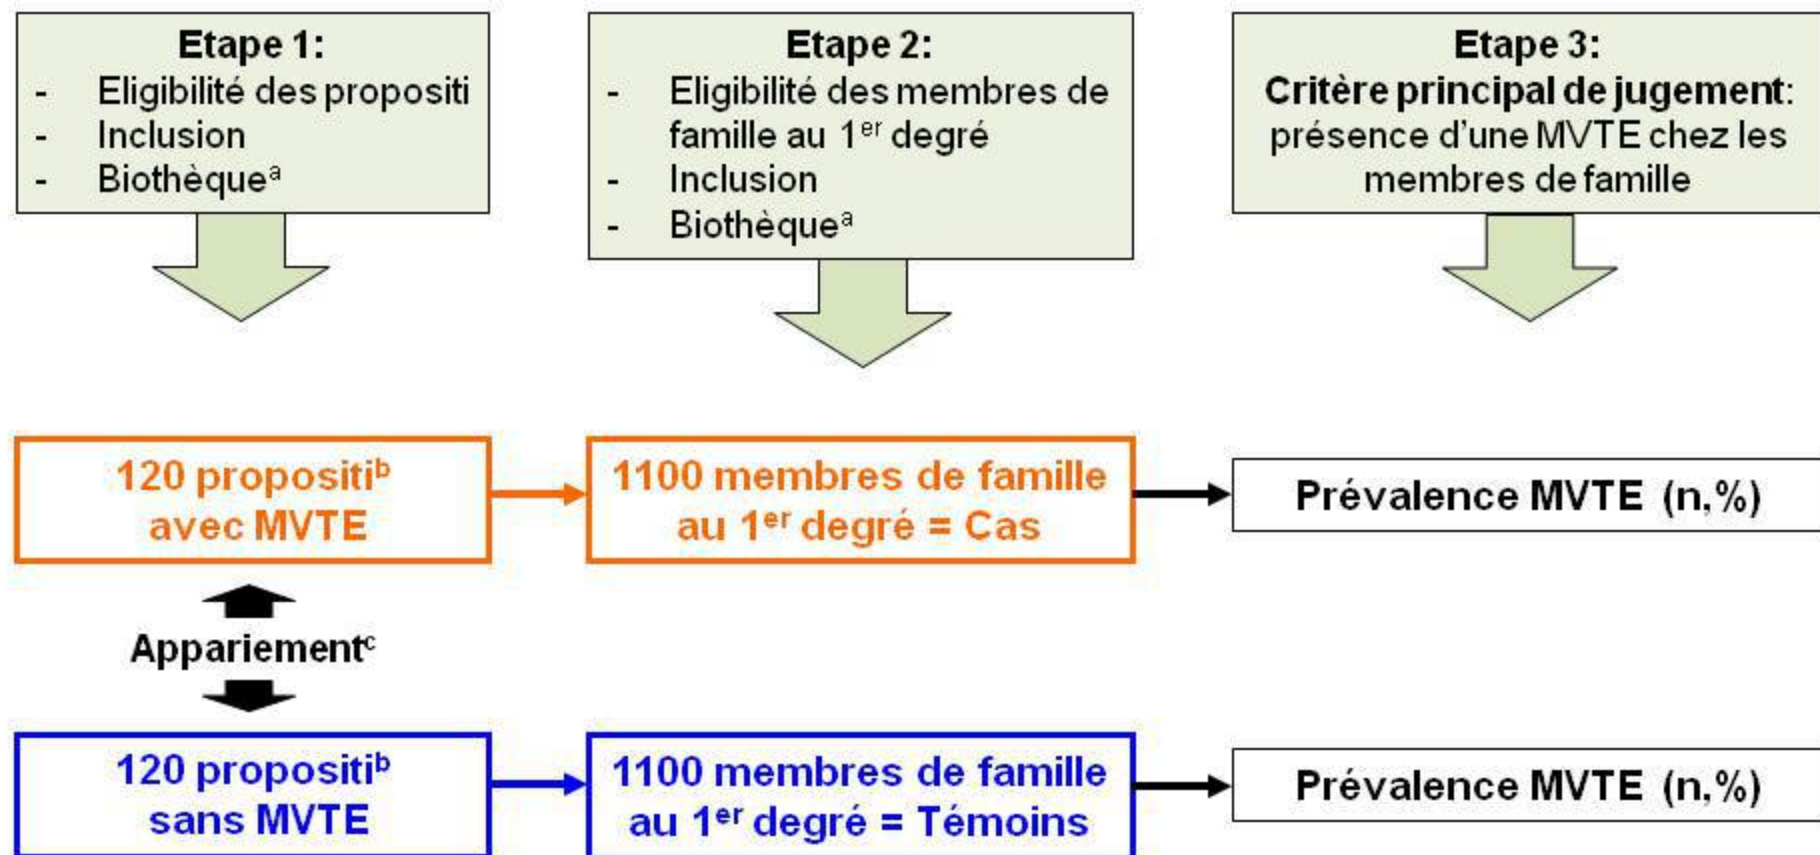 Etape 1:
- Eligibilité des propositi
- Inclusion
- Biothèqueᵃ
Etape 2:
- Eligibilité des membres de
famille au 1ᵉʳ degré
- Inclusion
- Biothèqueᵃ
Etape 3:
Critère principal de jugement:
présence d'une MVTE chez les
membres de famille
120 propositiᵇ
avec MVTE
1100 membres de famille
au 1ᵉʳ degré = Cas
Prévalence MVTE (n,%)
Appariementᶜ
120 propositiᵇ
sans MVTE
1100 membres de famille
au 1ᵉʳ degré = Témoins
Prévalence MVTE (n,%)